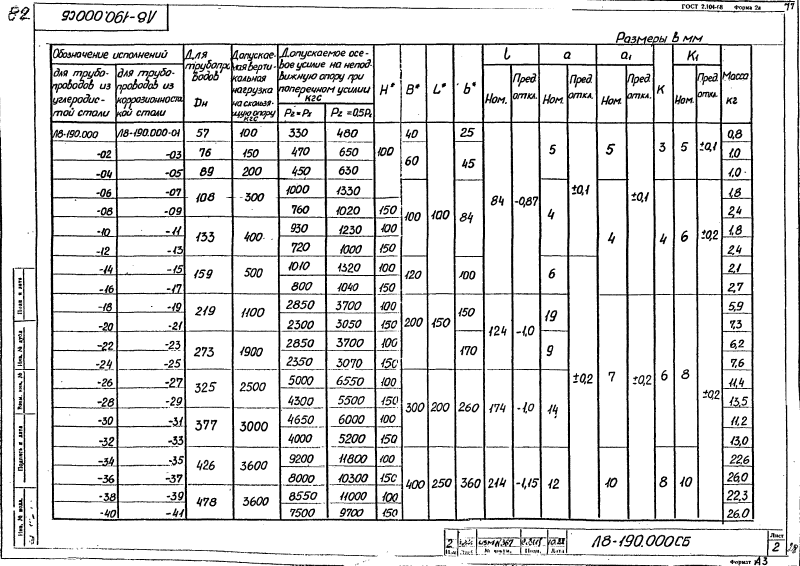 82
Л8-190.000СБ
ГОСТ 2.104-68 Форма 2а
Размеры в мм
Обозначение исполнений
для трубопроводов из углеродистой стали
для трубопроводов из коррозионност. стали
Для трубопроводов Dн
Допускаемая вертикальная нагрузка на скользящую опору кгс
Допускаемое осевое усилие на неподвижную опору при поперечном усилии кгс
P₂=P₂ P₂=0,5P₂
H* B* L* b*
l Ном. Пред. откл.
a Ном. Пред. откл.
a₁ Ном. Пред. откл.
K
K₁ Ном. Пред. откл.
Масса кг
Л8-190.000 Л8-190.000-01 57 100 330 480 100 40 100 25 84 -0,87 5 ±0,1 5 ±0,1 3 5 ±0,1 0,8
-02 -03 76 150 470 650 60 45 1,0
-04 -05 89 200 450 630 1,0
-06 -07 108 300 1000 1330 100 84 4 4 4 6 ±0,2 1,8
-08 -09 760 1020 150 2,4
-10 -11 133 400 930 1230 100 1,8
-12 -13 720 1000 150 2,4
-14 -15 159 500 1010 1320 100 120 100 6 2,1
-16 -17 800 1040 150 2,7
-18 -19 219 1100 2850 3700 100 200 150 150 124 -1,0 19 ±0,2 7 ±0,2 6 8 ±0,2 5,9
-20 -21 2300 3050 150 7,3
-22 -23 273 1900 2850 3700 100 170 9 6,2
-24 -25 2350 3070 150 7,6
-26 -27 325 2500 5000 6550 100 300 200 260 174 -1,0 14 11,4
-28 -29 4300 5500 150 13,5
-30 -31 377 3000 4650 6000 100 11,2
-32 -33 4000 5200 150 13,0
-34 -35 426 3600 9200 11800 100 400 250 360 214 -1,15 12 10 8 10 22,6
-36 -37 8000 10300 150 26,0
-38 -39 478 3600 8550 11000 100 22,3
-40 -41 7500 9700 150 26.0
Подп. и дата
Инв. № дубл.
Взам. инв. №
Подпись и дата
Инв. № подл.
2
Изм Лист № докум. Подп. Дата
Л8-190.000СБ
Лист
2
28
Формат А3